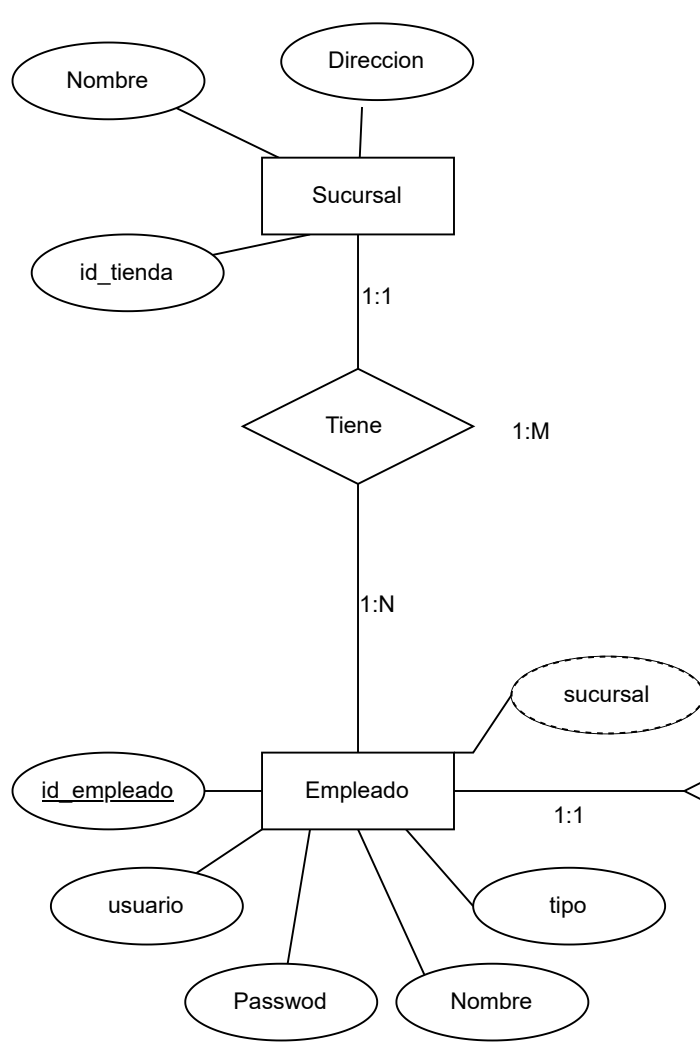 Direccion
Nombre
Sucursal
id_tienda
1:1
Tiene
1:M
1:N
sucursal
id_empleado
Empleado
1:1
usuario
tipo
Passwod
Nombre